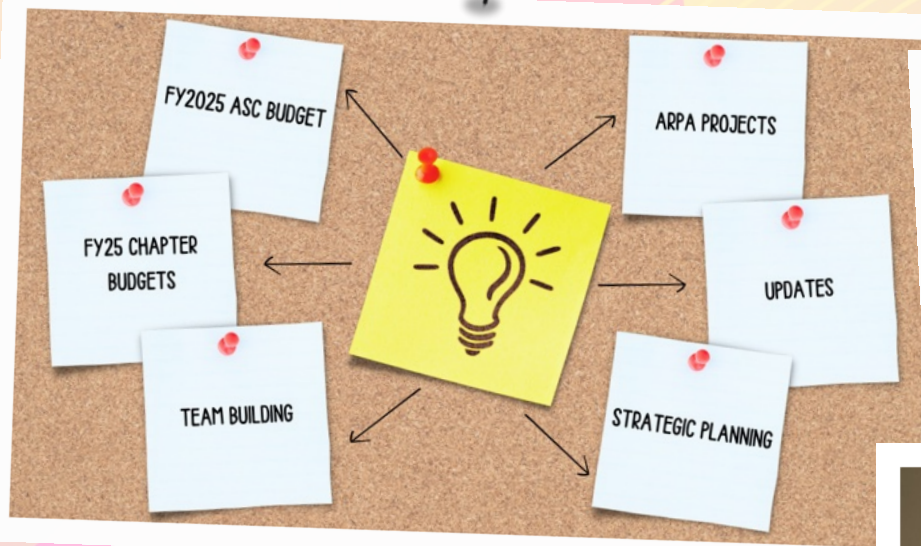 FY2025 ASC BUDGET
FY25 CHAPTER
BUDGETS
TEAM BUILDING
ARPA PROJECTS
UPDATES
STRATEGIC PLANNING